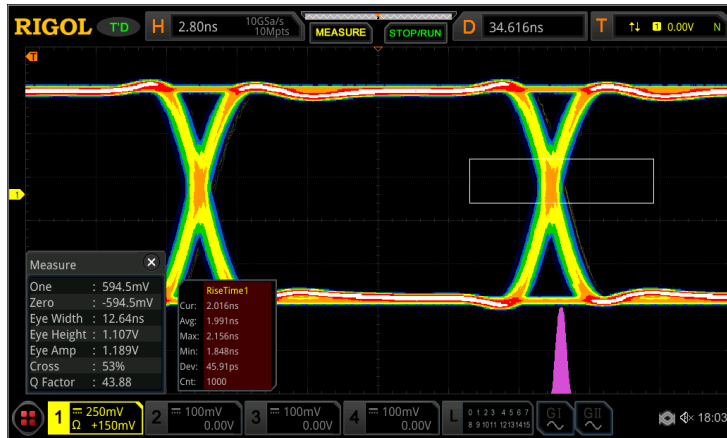 RIGOL T'D H 2.80ns 10GSa/s 10Mpts MEASURE STOP/RUN D 34.616ns T 1 0.00V N
T
1
Measure
One : 594.5mV
Zero : -594.5mV
Eye Width : 12.64ns
Eye Height : 1.107V
Eye Amp : 1.189V
Cross : 53%
Q Factor : 43.88
RiseTime1
Cur: 2.016ns
Avg: 1.991ns
Max: 2.156ns
Min: 1.848ns
Dev: 45.91ps
Cnt: 1000
1 250mV Ω +150mV
2 100mV 0.00V
3 100mV 0.00V
4 100mV 0.00V
L 0 1 2 3 4 5 6 7
8 9 10 11 12 13 14 15
GI
GII
18:03